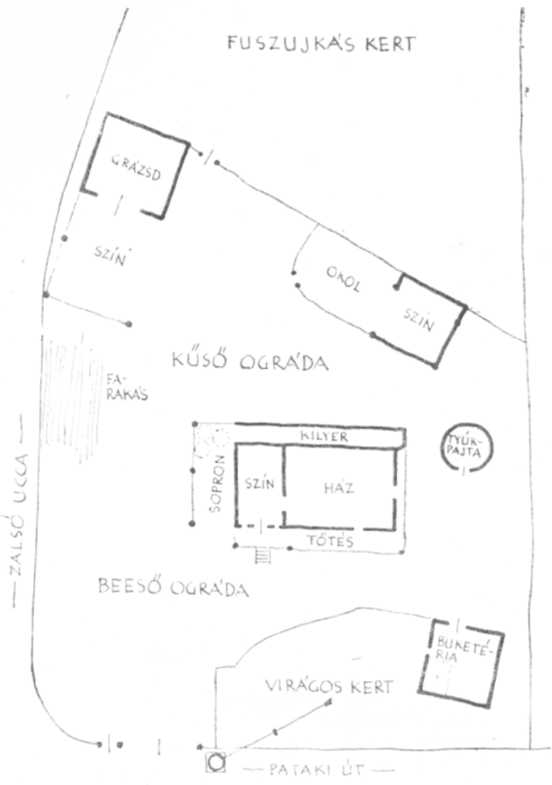 FUSZUJKÁS KERT
GRÁZSD
SZÍN
OKOL
SZÍN
KŰSŐ OGRÁDA
FA-
RAKÁS
KILYER
TYÚK-
PAJTA
SOPRON
SZÍN
HÁZ
TŐTÉS
— ZALSÓ UCCA —
BEESŐ OGRÁDA
BUKETÉ-
RIA
VIRÁGOS KERT
— PATAKI ÚT —